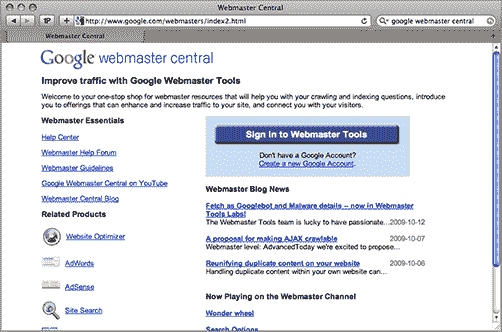 Webmaster Central
http://www.google.com/webmasters/index2.html
google webmaster central
Webmaster Central
Google webmaster central
Improve traffic with Google Webmaster Tools
Welcome to your one-stop shop for webmaster resources that will help you with your crawling and indexing questions, introduce
you to offerings that can enhance and increase traffic to your site, and connect you with your visitors.
Webmaster Essentials
Help Center
Webmaster Help Forum
Webmaster Guidelines
Google Webmaster Central on YouTube
Webmaster Central Blog
Related Products
Website Optimizer
AdWords
AdSense
Site Search
Sign In to Webmaster Tools
Don't have a Google Account?
Create a new Google Account.
Webmaster Blog News
Fetch as Googlebot and Malware details -- now in Webmaster
Tools Labs!
The Webmaster Tools team is lucky to have passionate... 2009-10-12
A proposal for making AJAX crawlable 2009-10-07
Webmaster level: AdvancedToday we're excited to propose...
Reunifying duplicate content on your website 2009-10-06
Handling duplicate content within your own website can...
Now Playing on the Webmaster Channel
Wonder wheel
Search Options